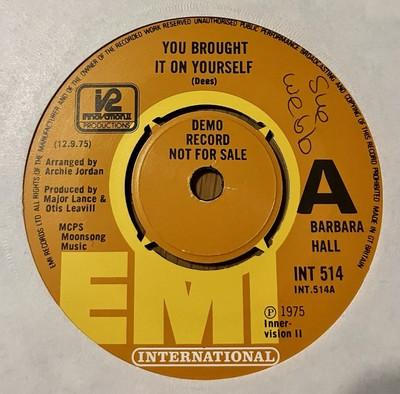 ALL RIGHTS OF THE MANUFACTURER AND OF THE OWNER OF THE RECORDED WORK RESERVED UNAUTHORISED PUBLIC PERFORMANCE BROADCASTING AND COPYING OF THIS RECORD PROHIBITED MADE IN GT BRITAIN
EMI RECORDS LTD
YOU BROUGHT
IT ON YOURSELF
(Dees)
i2
innovation II
PRODUCTIONS
Sue
Webb
(12.9.75)
DEMO
RECORD
NOT FOR SALE
Arranged by
Archie Jordan
Produced by
Major Lance &
Otis Leavill
MCPS
Moonsong
Music
A
BARBARA
HALL
INT 514
INT.514A
℗ 1975
Inner-
vision II
EMI
INTERNATIONAL